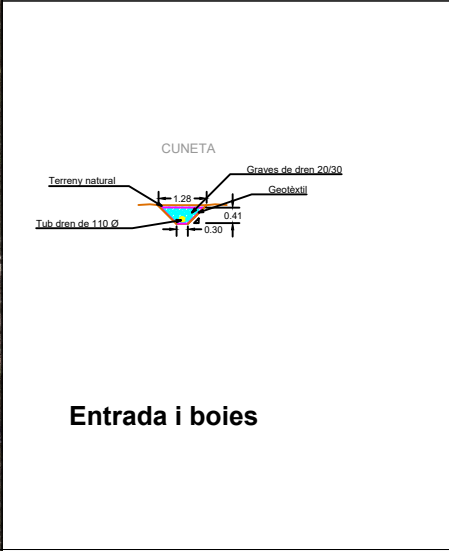 CUNETA
Graves de dren 20/30
Terreny natural
Geotèxtil
1.28
0.41
Tub dren de 110 Ø
0.30
Entrada i boies